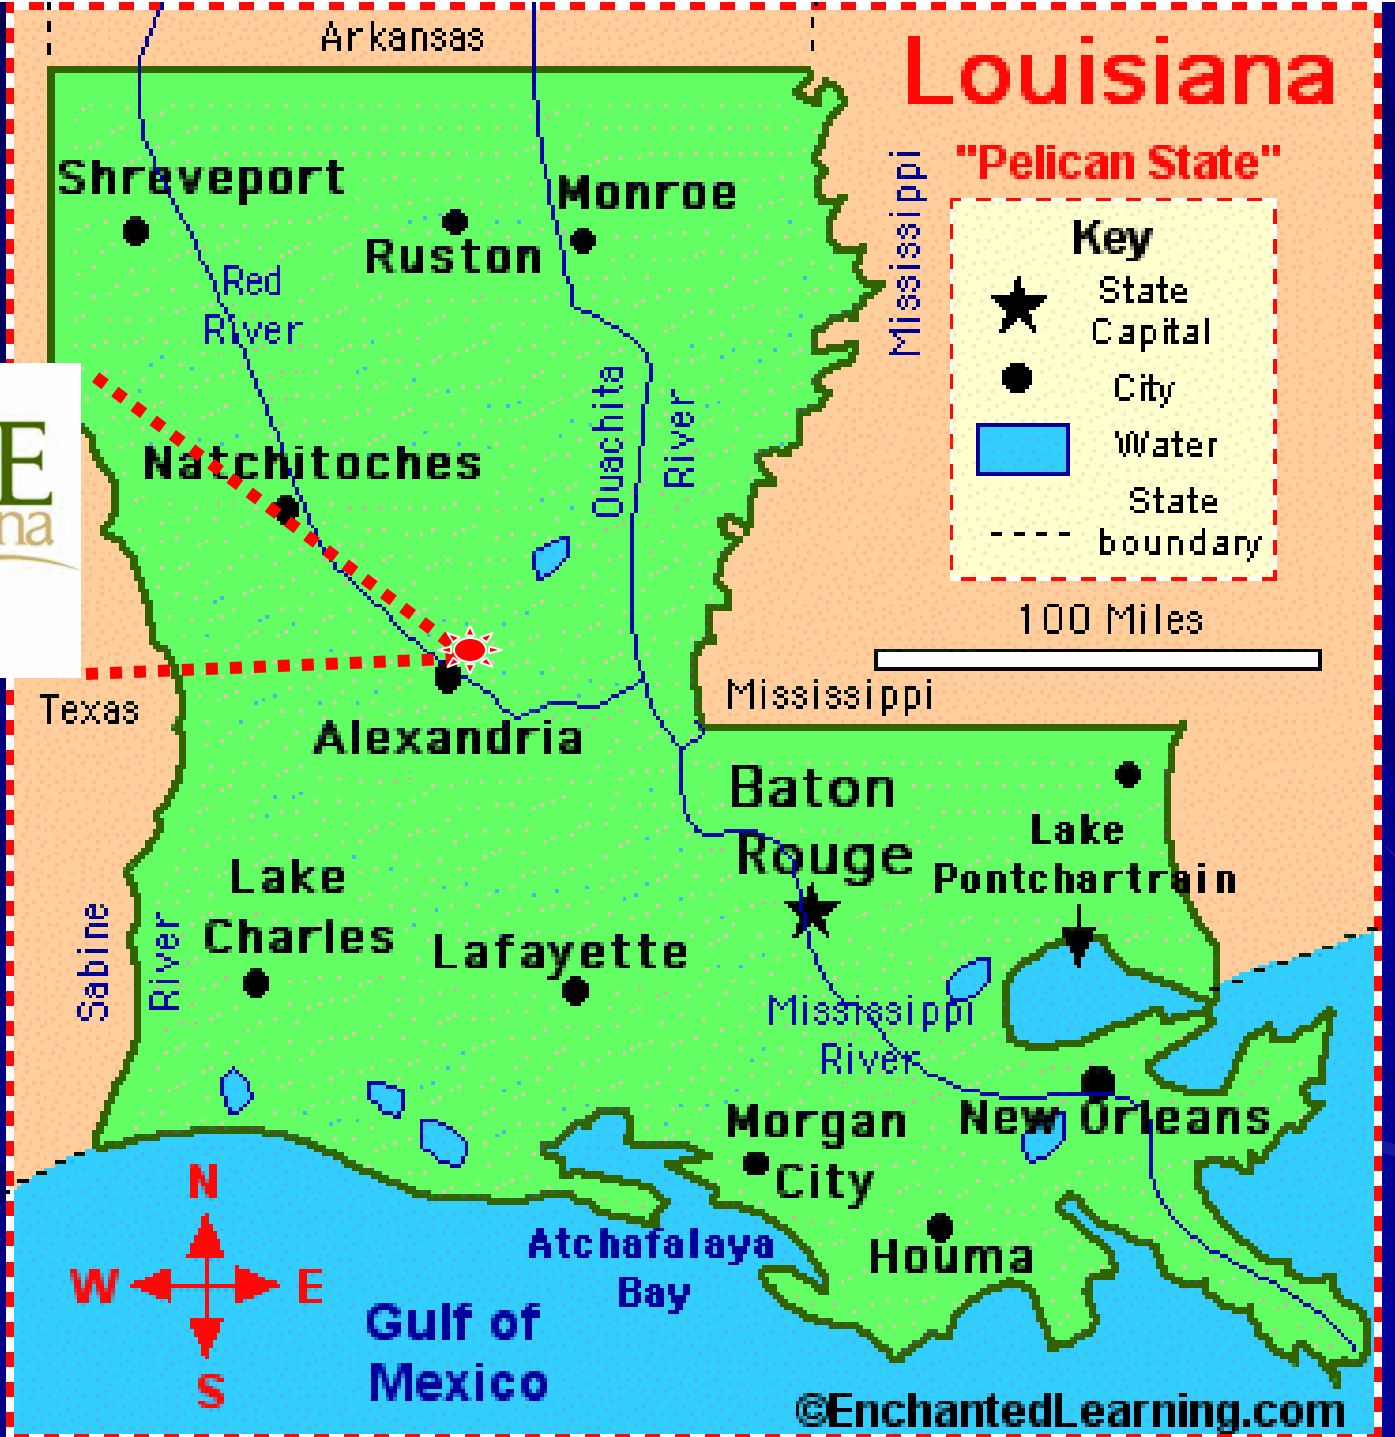 Arkansas
Louisiana
"Pelican State"
Mississippi
Shreveport
Monroe
Ruston
Red
River
Key
State
Capital
City
Water
State
boundary
100 Miles
Ouachita
River
Natchitoches
E
na
Texas
Mississippi
Alexandria
Baton
Rouge
Lake
Pontchartrain
Lake
Charles
Lafayette
Sabine
River
Mississippi
River
New Orleans
Morgan
City
Houma
Atchafalaya
Bay
N
W E
S
Gulf of
Mexico
©EnchantedLearning.com